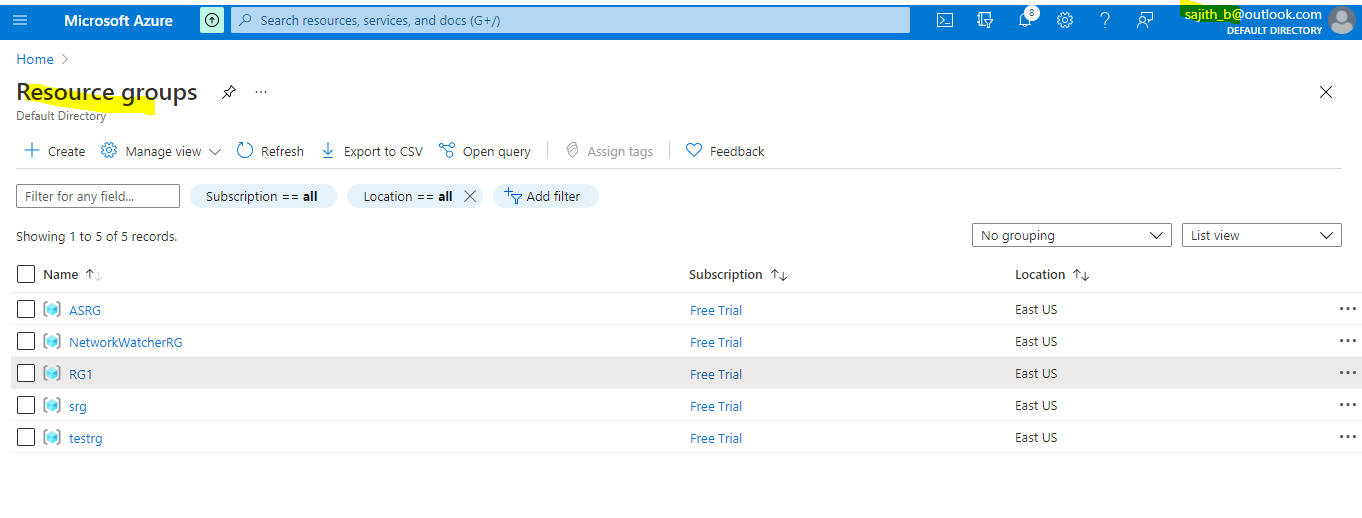 Microsoft Azure
Search resources, services, and docs (G+/)
8
sajith_b@outlook.com
DEFAULT DIRECTORY
Home
Resource groups
Default Directory
Create Manage view Refresh Export to CSV Open query Assign tags Feedback
Filter for any field... Subscription == all Location == all Add filter
Showing 1 to 5 of 5 records. No grouping List view
Name Subscription Location
ASRG Free Trial East US
NetworkWatcherRG Free Trial East US
RG1 Free Trial East US
srg Free Trial East US
testrg Free Trial East US